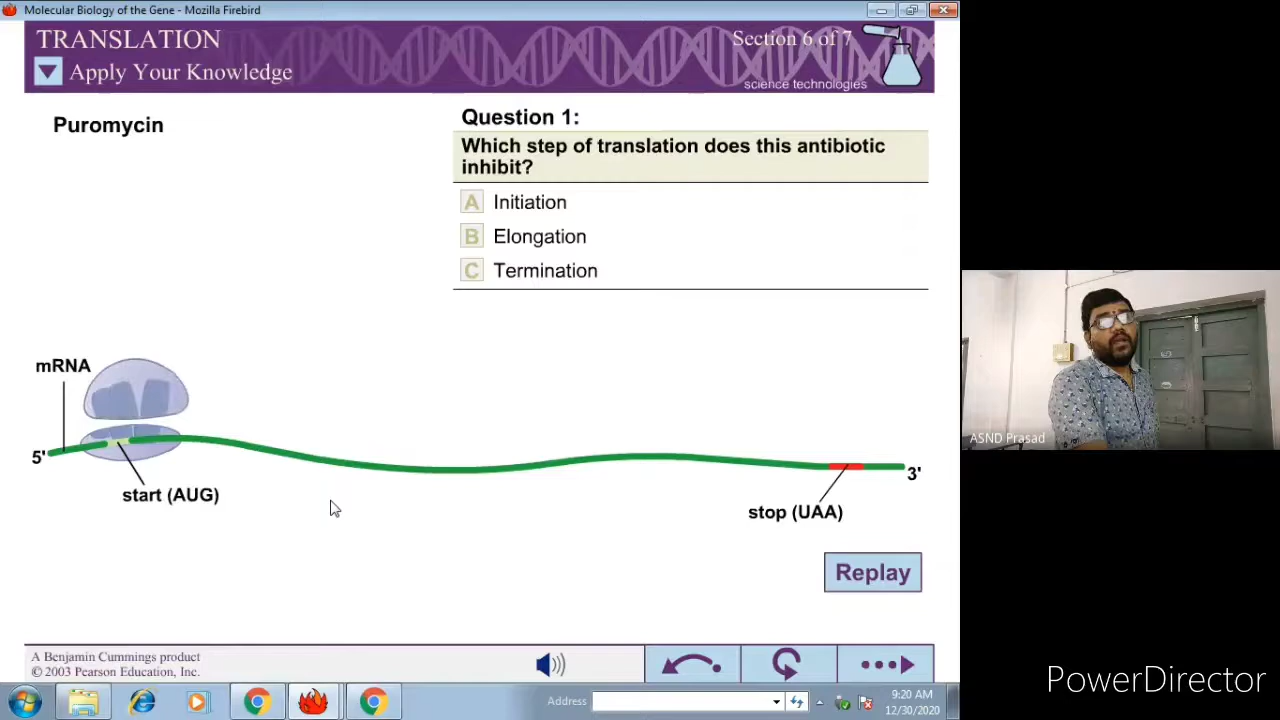 Molecular Biology of the Gene - Mozilla Firebird
TRANSLATION
Section 6 of 7
Apply Your Knowledge
science technologies
Puromycin
Question 1:
Which step of translation does this antibiotic
inhibit?
A Initiation
B Elongation
C Termination
mRNA
5'
start (AUG)
3'
stop (UAA)
ASND Prasad
Replay
A Benjamin Cummings product
© 2003 Pearson Education, Inc.
PowerDirector
Address
9:20 AM
12/30/2020